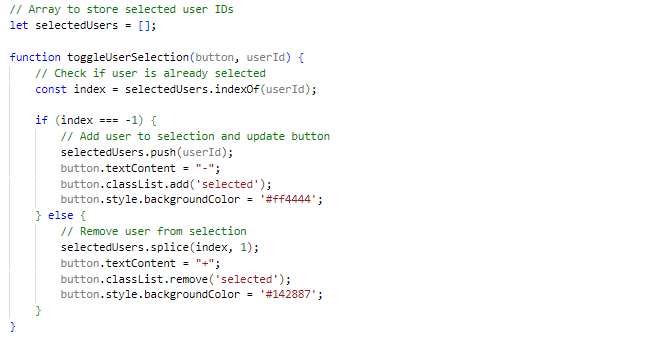 // Array to store selected user IDs
let selectedUsers = [];
function toggleUserSelection(button, userId) {
// Check if user is already selected
const index = selectedUsers.indexOf(userId);
if (index === -1) {
// Add user to selection and update button
selectedUsers.push(userId);
button.textContent = "-";
button.classList.add('selected');
button.style.backgroundColor = '#ff4444';
} else {
// Remove user from selection
selectedUsers.splice(index, 1);
button.textContent = "+";
button.classList.remove('selected');
button.style.backgroundColor = '#142887';
}
}